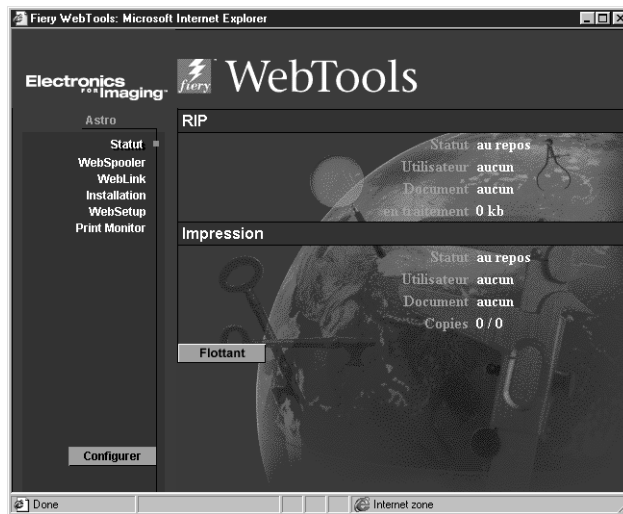 Fiery WebTools: Microsoft Internet Explorer
Electronics
FOR Imaging™
fiery™ WebTools
Astro
Statut
WebSpooler
WebLink
Installation
WebSetup
Print Monitor
Configurer
RIP
Statut au repos
Utilisateur aucun
Document aucun
en traitement 0 kb
Impression
Statut au repos
Utilisateur aucun
Document aucun
Copies 0 / 0
Flottant
Done
Internet zone